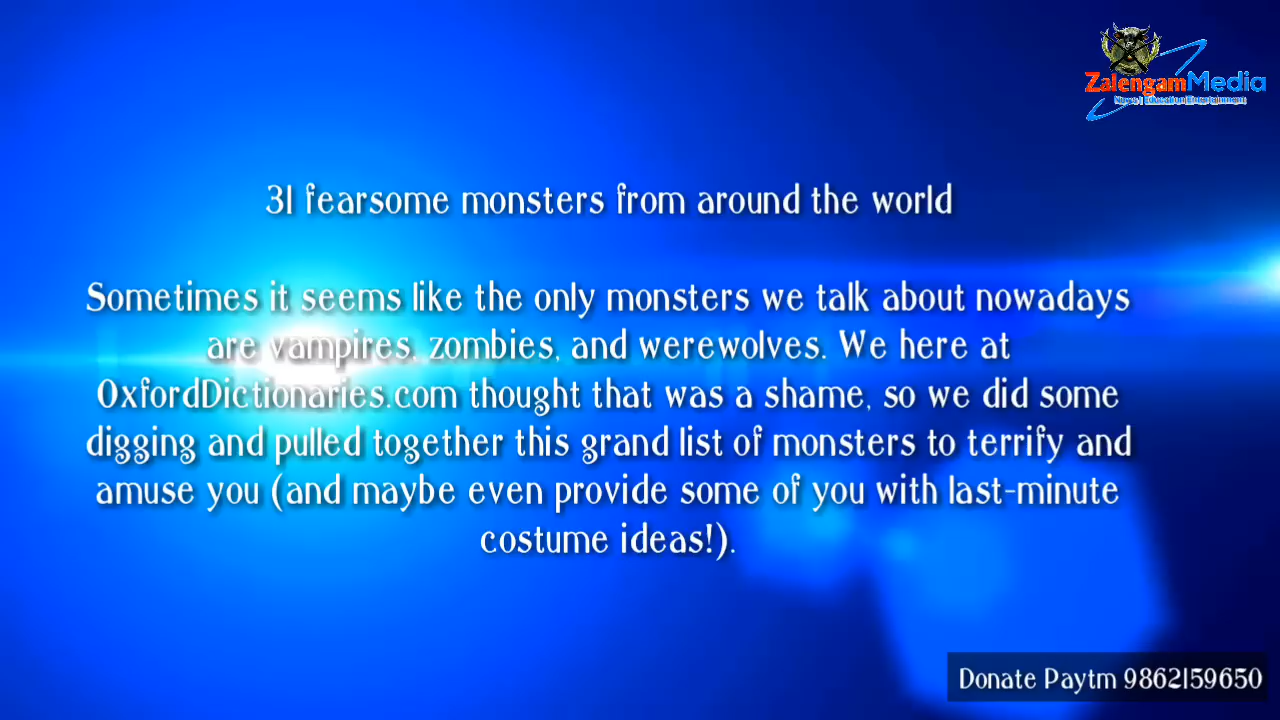 ZalengamMedia
31 fearsome monsters from around the world
Sometimes it seems like the only monsters we talk about nowadays
are vampires, zombies, and werewolves. We here at
OxfordDictionaries.com thought that was a shame, so we did some
digging and pulled together this grand list of monsters to terrify and
amuse you (and maybe even provide some of you with last-minute
costume ideas!).
Donate Paytm 9862159650